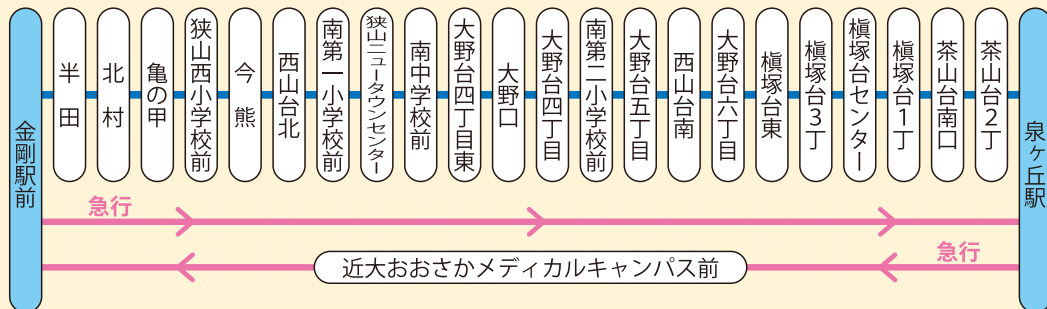 金剛駅前
半田
北村
亀の甲
狭山西小学校前
今熊
西山台北
南第一小学校前
狭山ニュータウンセンター
南中学校前
大野台四丁目東
大野口
大野台四丁目
南第二小学校前
大野台五丁目
西山台南
大野台六丁目
槇塚台東
槇塚台3丁
槇塚台センター
槇塚台1丁
茶山台南口
茶山台2丁
泉ヶ丘駅
急行
急行
近大おおさかメディカルキャンパス前